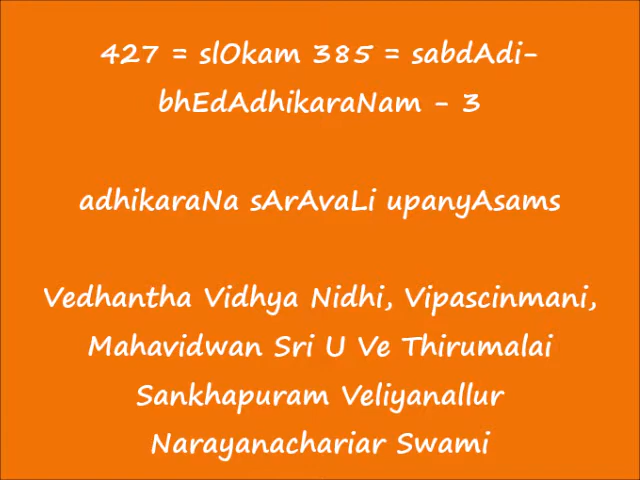 427 = slOkam 385 = sabdAdi-
bhEdAdhikaraNam - 3
adhikaraNa sArAvaLi upanyAsams
Vedhantha Vidhya Nidhi, Vipascinmani,
Mahavidwan Sri U Ve Thirumalai
Sankhapuram Veliyanallur
Narayanachariar Swami